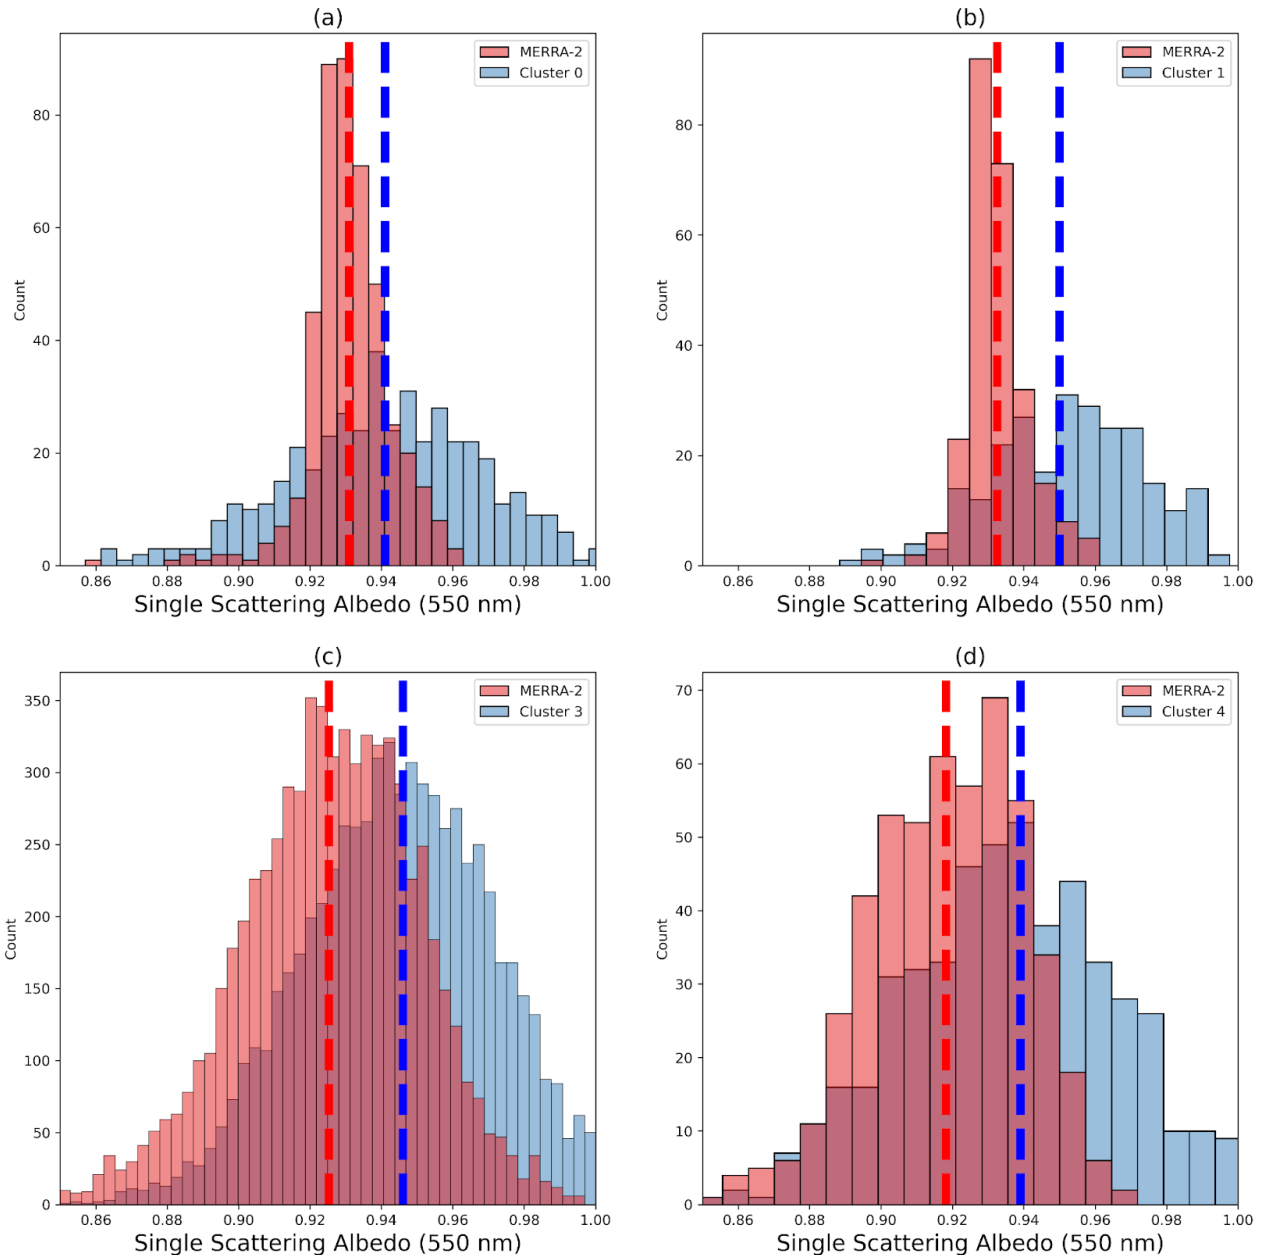 (a)
MERRA-2
Cluster 0
80
60
40
20
0
Count
0.86 0.88 0.90 0.92 0.94 0.96 0.98 1.00
Single Scattering Albedo (550 nm)
(b)
MERRA-2
Cluster 1
80
60
40
20
0
Count
0.86 0.88 0.90 0.92 0.94 0.96 0.98 1.00
Single Scattering Albedo (550 nm)
(c)
MERRA-2
Cluster 3
350
300
250
200
150
100
50
0
Count
0.86 0.88 0.90 0.92 0.94 0.96 0.98 1.00
Single Scattering Albedo (550 nm)
(d)
MERRA-2
Cluster 4
70
60
50
40
30
20
10
0
Count
0.86 0.88 0.90 0.92 0.94 0.96 0.98 1.00
Single Scattering Albedo (550 nm)